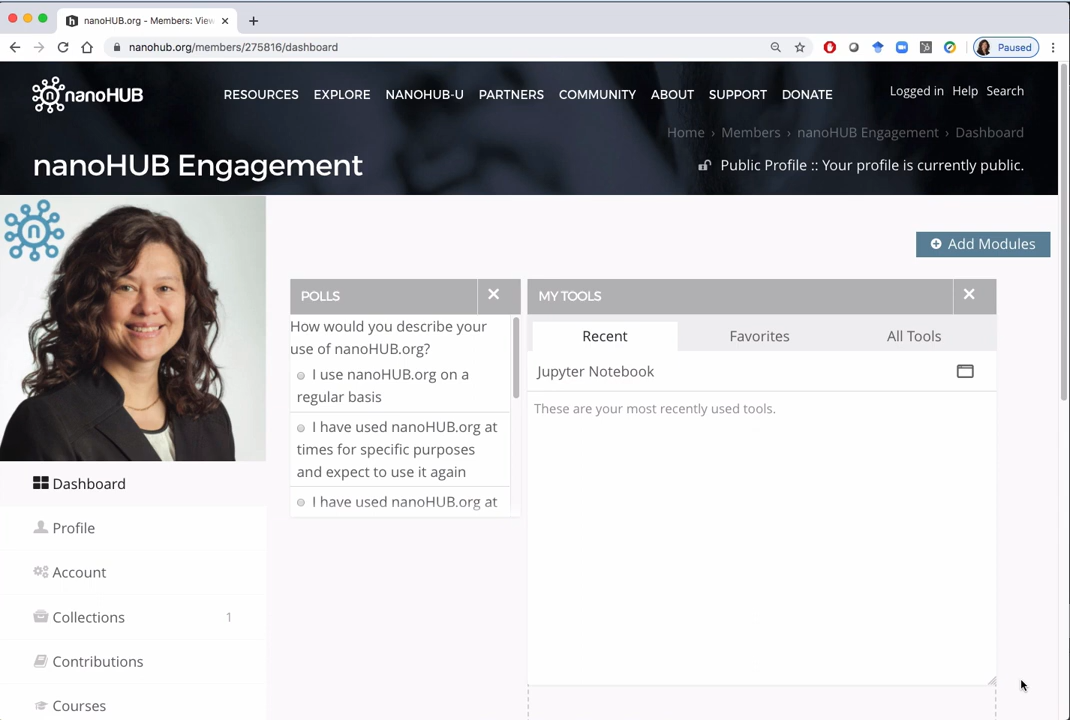 nanoHUB.org - Members: View
nanohub.org/members/275816/dashboard
Paused
nanoHUB
RESOURCES EXPLORE NANOHUB-U PARTNERS COMMUNITY ABOUT SUPPORT DONATE
Logged in Help Search
Home › Members › nanoHUB Engagement › Dashboard
nanoHUB Engagement
Public Profile :: Your profile is currently public.
n
Add Modules
POLLS
How would you describe your
use of nanoHUB.org?
I use nanoHUB.org on a
regular basis
I have used nanoHUB.org at
times for specific purposes
and expect to use it again
I have used nanoHUB.org at
MY TOOLS
Recent Favorites All Tools
Jupyter Notebook
These are your most recently used tools.
Dashboard
Profile
Account
Collections 1
Contributions
Courses